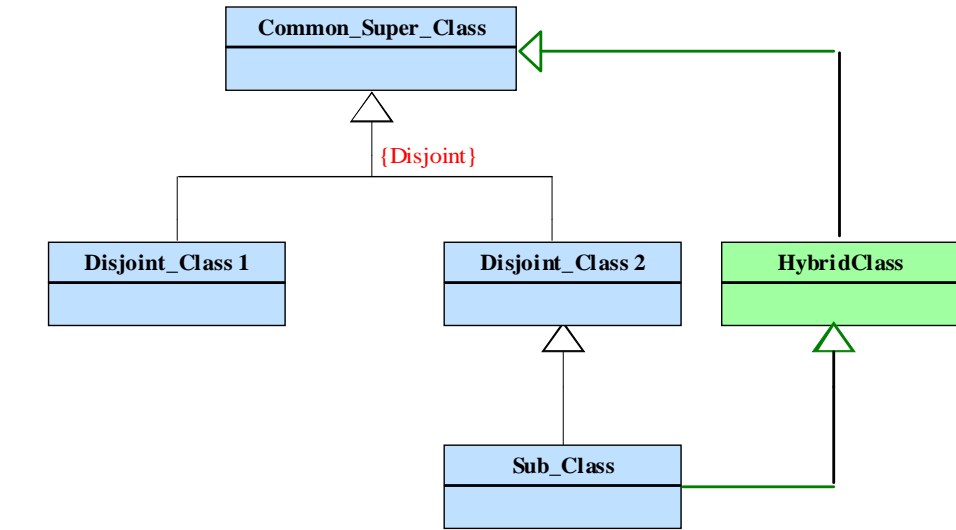 Common_Super_Class
{Disjoint}
Disjoint_Class 1
Disjoint_Class 2
HybridClass
Sub_Class